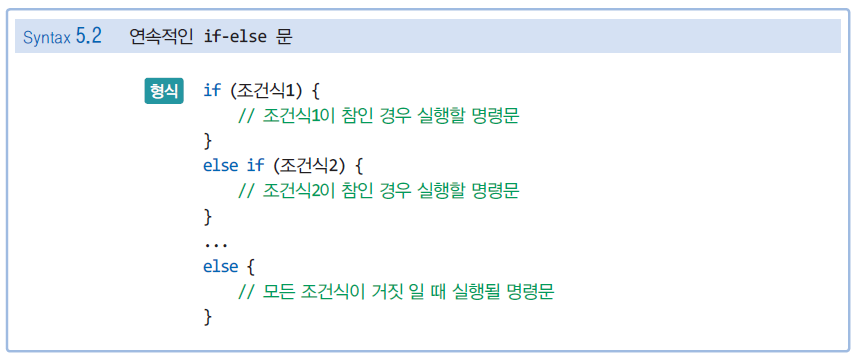 Syntax 5.2 연속적인 if-else 문
형식 if (조건식1) {
// 조건식1이 참인 경우 실행할 명령문
}
else if (조건식2) {
// 조건식2이 참인 경우 실행할 명령문
}
...
else {
// 모든 조건식이 거짓 일 때 실행될 명령문
}